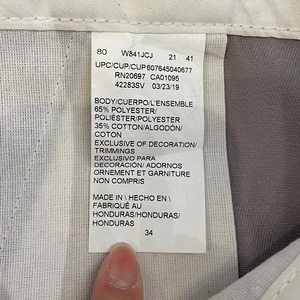 80 W841JCJ 21 41
UPC/CUP/CUP 607645040677
RN20697 CA01095
42283SV 03/23/19
BODY/CUERPO/L'ENSEMBLE
65% POLYESTER/
POLIÉSTER/POLYESTER
35% COTTON/ALGODÓN/
COTON
EXCLUSIVE OF DECORATION/
TRIMMINGS
EXCLUSIVO PARA
DECORACIÓN/ ADORNOS
ORNEMENT ET GARNITURE
NON COMPRIS
MADE IN \ HECHO EN \
FABRIQUÉ AU
HONDURAS/HONDURAS/
HONDURAS
34